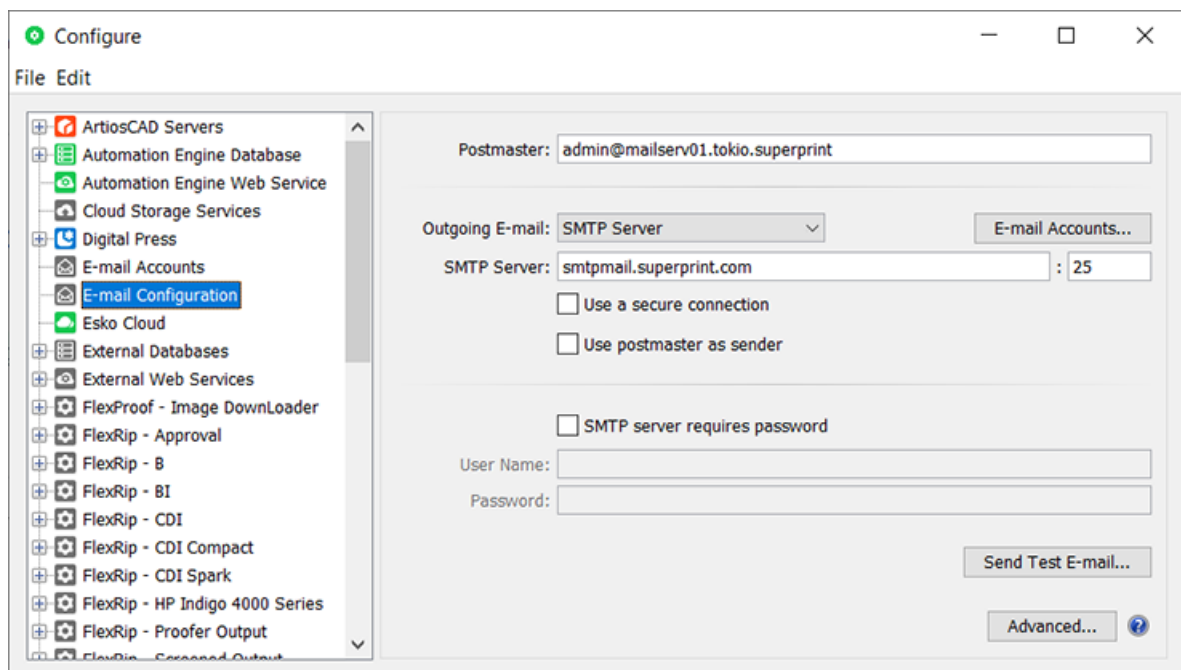 Configure
File Edit
ArtiosCAD Servers
Automation Engine Database
Automation Engine Web Service
Cloud Storage Services
Digital Press
E-mail Accounts
E-mail Configuration
Esko Cloud
External Databases
External Web Services
FlexProof - Image DownLoader
FlexRip - Approval
FlexRip - B
FlexRip - BI
FlexRip - CDI
FlexRip - CDI Compact
FlexRip - CDI Spark
FlexRip - HP Indigo 4000 Series
FlexRip - Proofer Output
FlexRip - Screened Output
Postmaster: admin@mailserv01.tokio.superprint
Outgoing E-mail: SMTP Server E-mail Accounts...
SMTP Server: smtpmail.superprint.com : 25
Use a secure connection
Use postmaster as sender
SMTP server requires password
User Name:
Password:
Send Test E-mail...
Advanced... ?